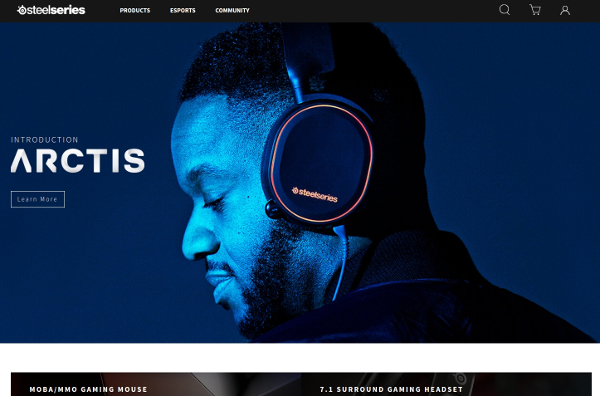 steelseries
PRODUCTS
ESPORTS
COMMUNITY
INTRODUCTION
ARCTIS
Learn More
steelseries
MOBA/MMO GAMING MOUSE
7.1 SURROUND GAMING HEADSET